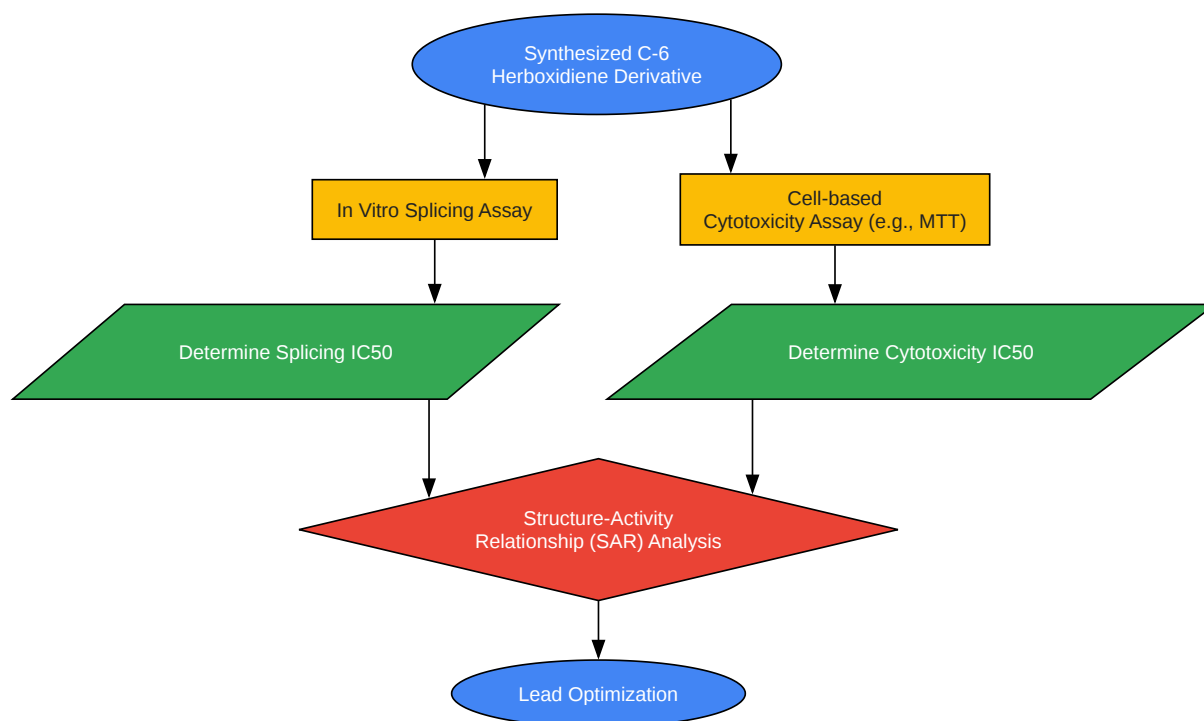 Synthesized C-6
Herboxidiene Derivative
In Vitro Splicing Assay
Cell-based
Cytotoxicity Assay (e.g., MTT)
Determine Splicing IC50
Determine Cytotoxicity IC50
Structure-Activity
Relationship (SAR) Analysis
Lead Optimization